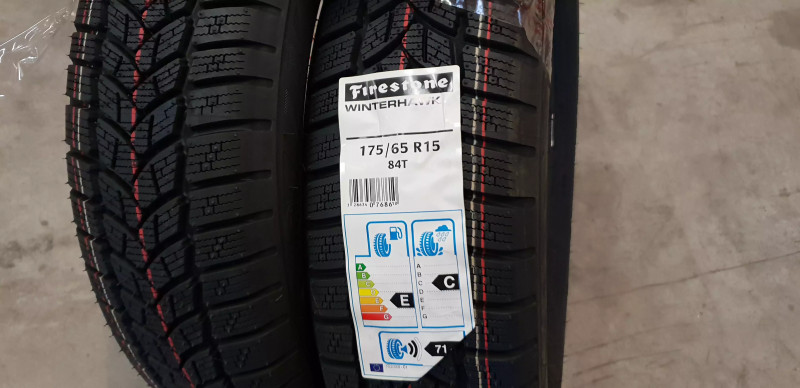 Firestone
WINTERHAWK
175/65 R15
84T
A
B
C
D
E
F
G
E
A
B
C
D
E
F
G
C
71